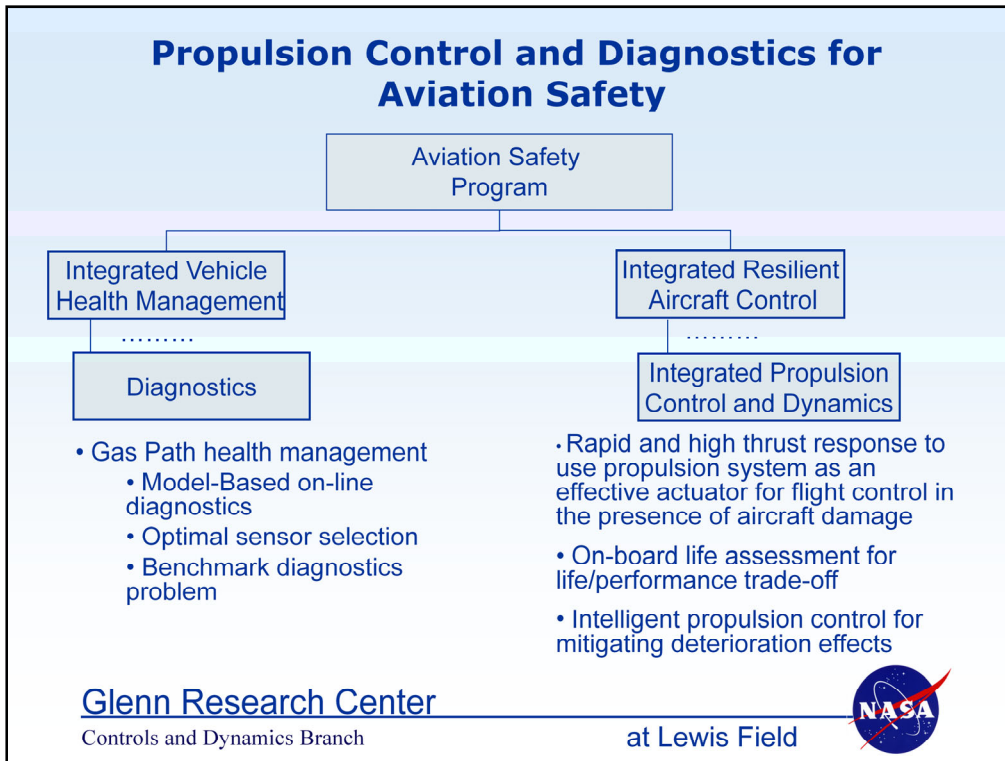 Propulsion Control and Diagnostics for
Aviation Safety
Aviation Safety
Program
Integrated Vehicle
Health Management
………
Diagnostics
• Gas Path health management
• Model-Based on-line
diagnostics
• Optimal sensor selection
• Benchmark diagnostics
problem
Integrated Resilient
Aircraft Control
………
Integrated Propulsion
Control and Dynamics
• Rapid and high thrust response to
use propulsion system as an
effective actuator for flight control in
the presence of aircraft damage
• On-board life assessment for
life/performance trade-off
• Intelligent propulsion control for
mitigating deterioration effects
Glenn Research Center
Controls and Dynamics Branch
at Lewis Field
NASA